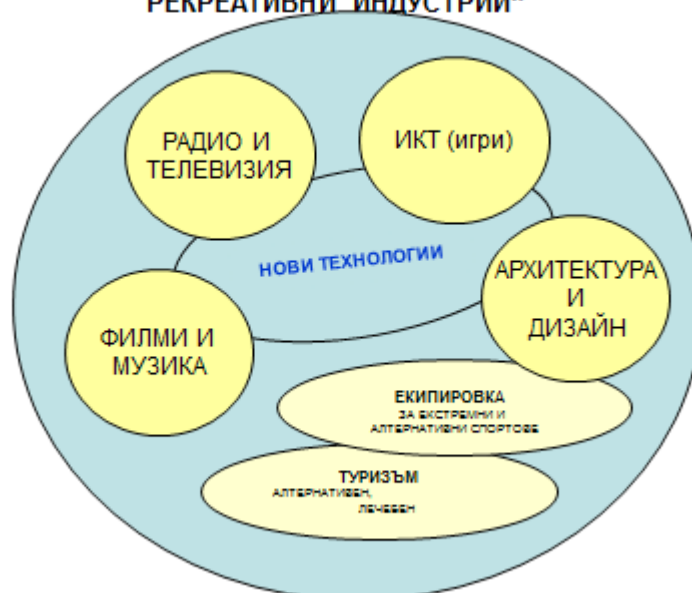 РЕКРЕАТИВНИ "ИНДУСТРИИ"
РАДИО И
ТЕЛЕВИЗИЯ
ИКТ (игри)
НОВИ ТЕХНОЛОГИИ
АРХИТЕКТУРА
И
ДИЗАЙН
ФИЛМИ И
МУЗИКА
ЕКИПИРОВКА
ЗА ЕКСТРЕМНИ И
АЛТЕРНАТИВНИ СПОРТОВЕ
ТУРИЗЪМ
АЛТЕРНАТИВЕН,
ЛЕЧЕБЕН